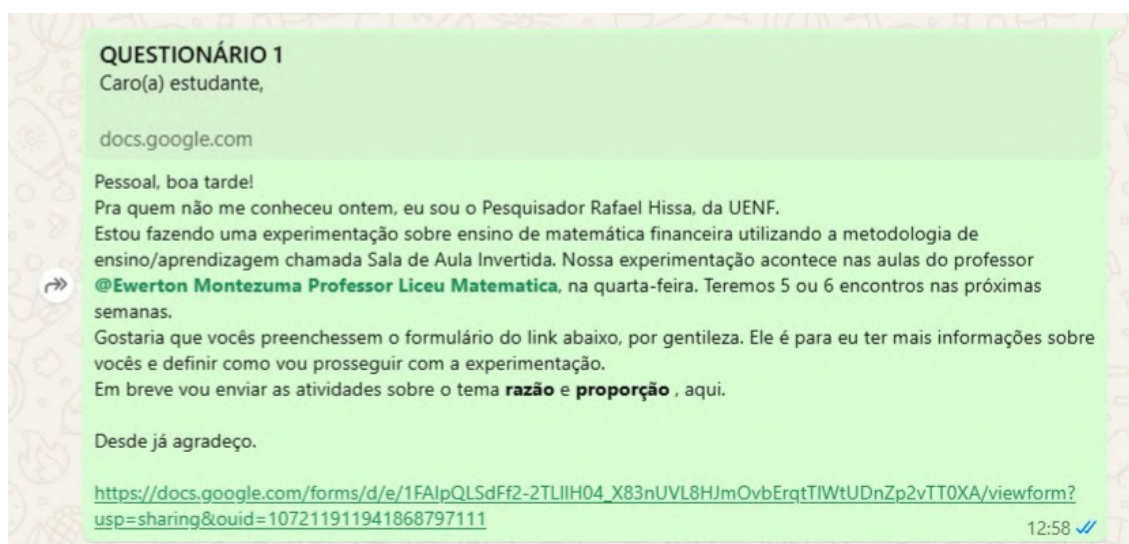 QUESTIONÁRIO 1
Caro(a) estudante,
docs.google.com
Pessoal, boa tarde!
Pra quem não me conheceu ontem, eu sou o Pesquisador Rafael Hissa, da UENF.
Estou fazendo uma experimentação sobre ensino de matemática financeira utilizando a metodologia de
ensino/aprendizagem chamada Sala de Aula Invertida. Nossa experimentação acontece nas aulas do professor
@Ewerton Montezuma Professor Liceu Matematica, na quarta-feira. Teremos 5 ou 6 encontros nas próximas
semanas.
Gostaria que vocês preenchessem o formulário do link abaixo, por gentileza. Ele é para eu ter mais informações sobre
vocês e definir como vou prosseguir com a experimentação.
Em breve vou enviar as atividades sobre o tema razão e proporção , aqui.
Desde já agradeço.
https://docs.google.com/forms/d/e/1FAIpQLSdFf2-2TLIIH04_X83nUVL8HJmOvbErqtTIWtUDnZp2vTT0XA/viewform?
usp=sharing&ouid=107211911941868797111
12:58